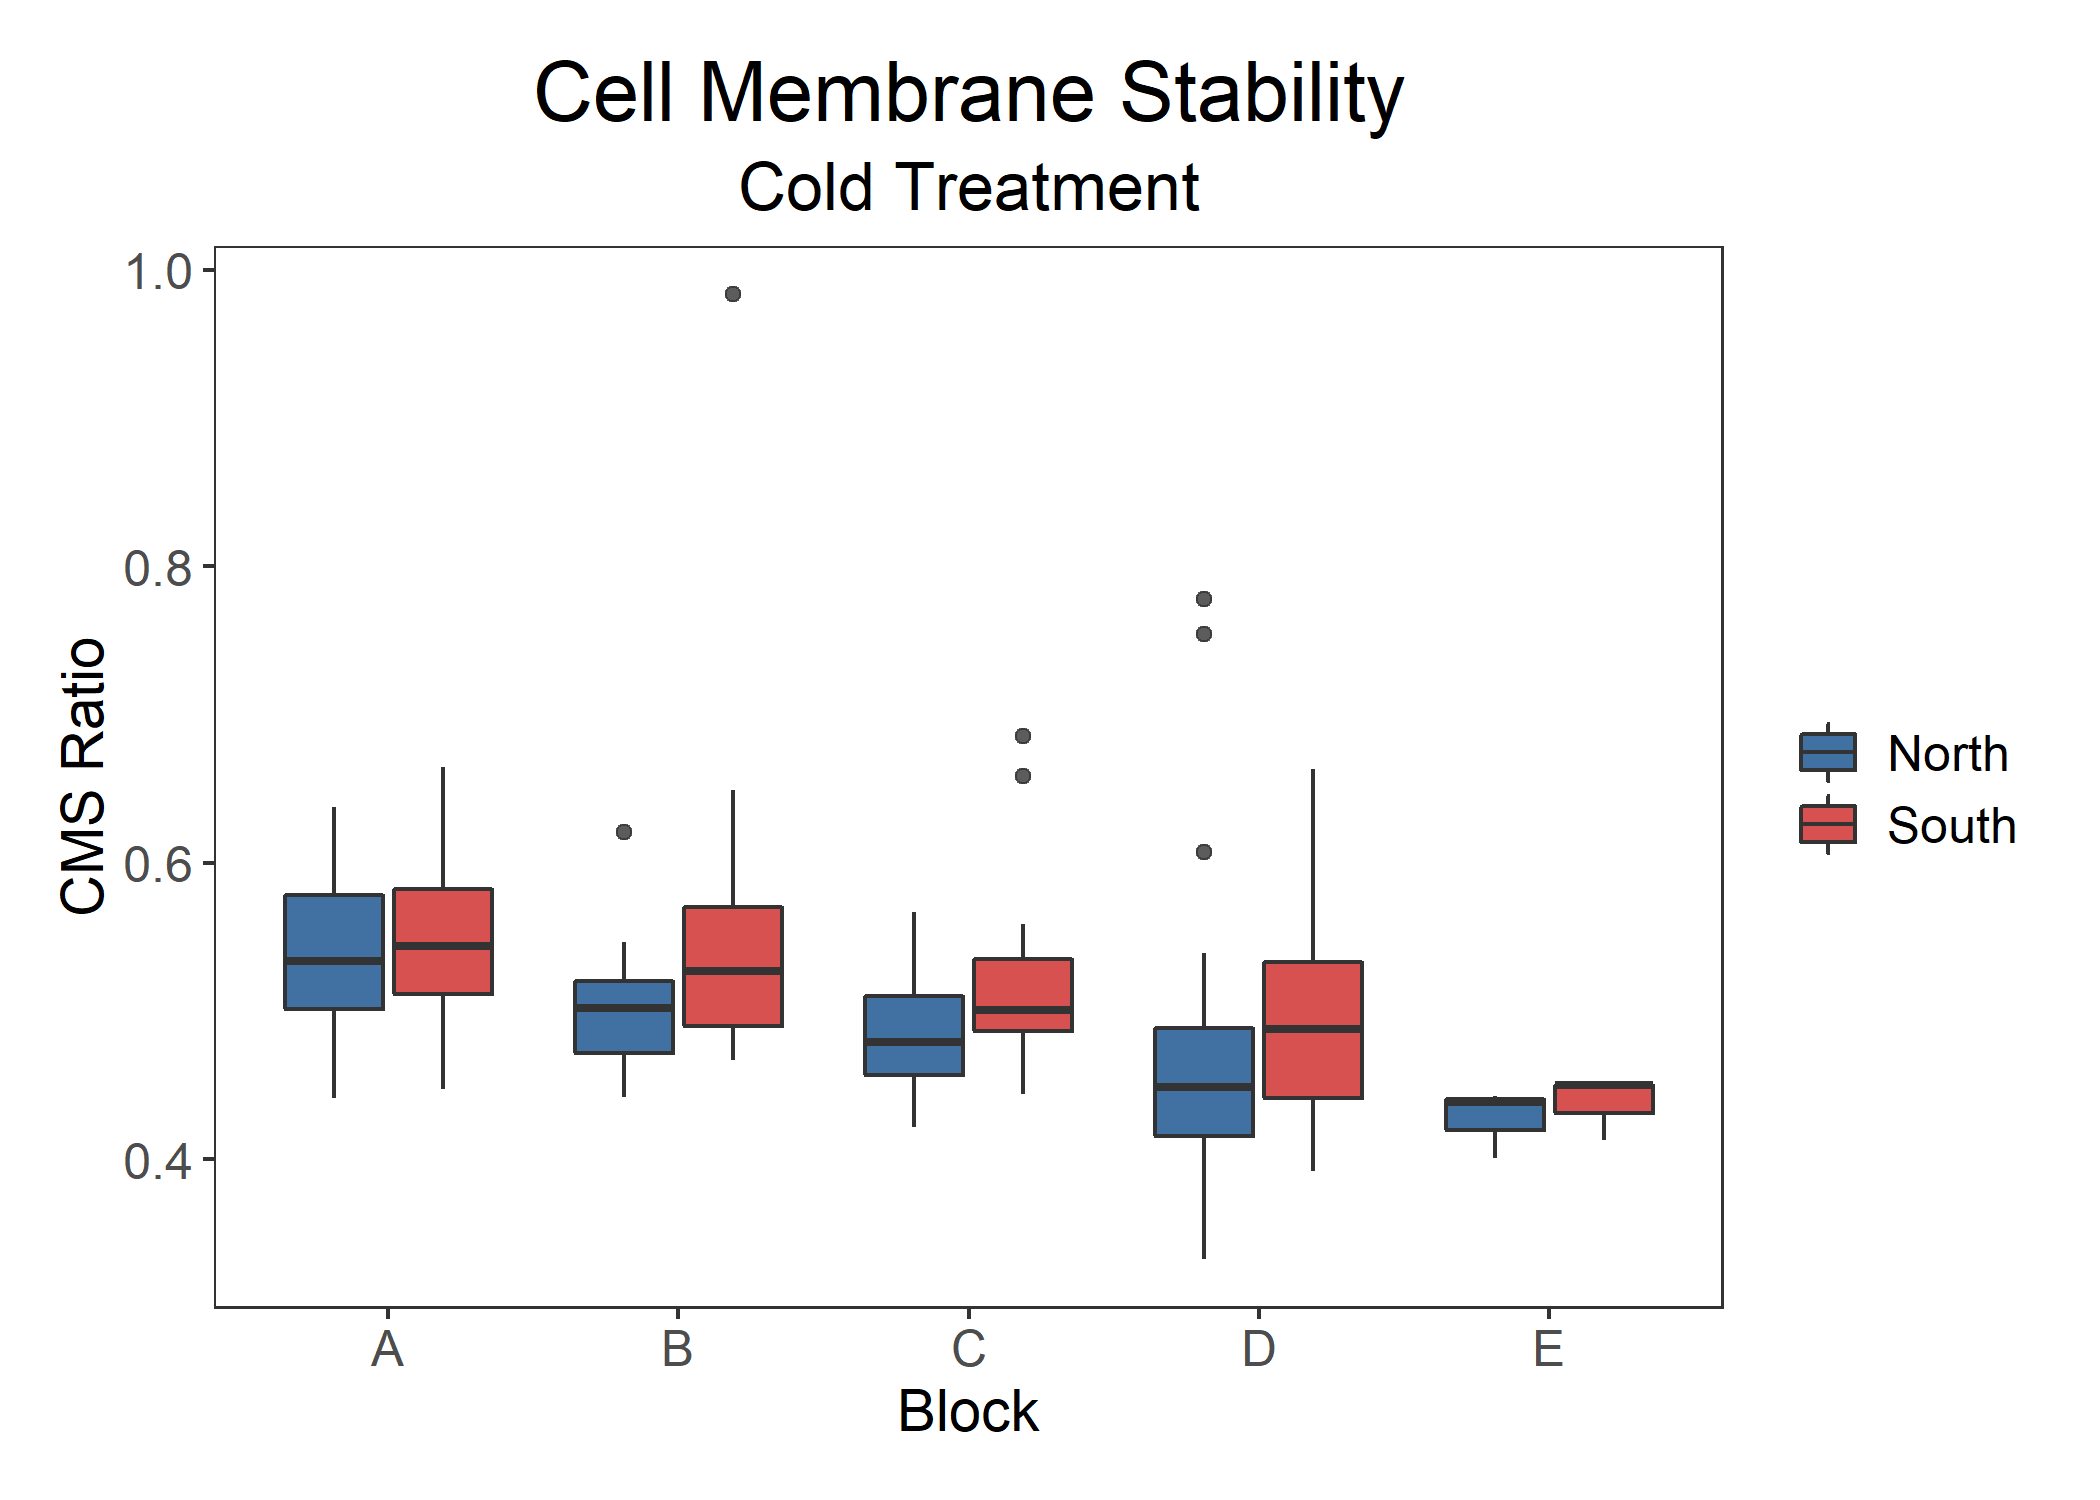 Cell Membrane Stability
Cold Treatment
1.0
0.8
0.6
0.4
CMS Ratio
A B C D E
Block
North
South